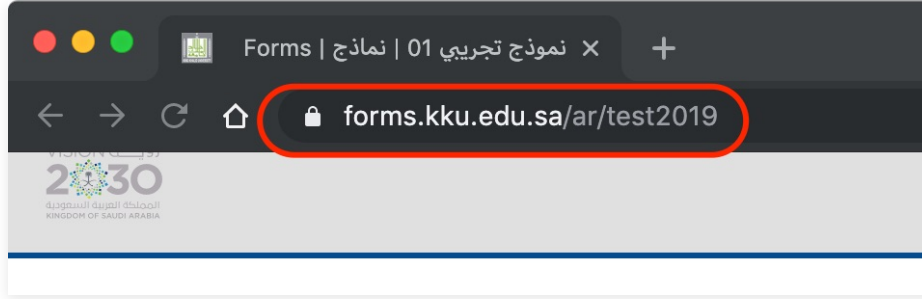 نموذج تجريبي 01 | نماذج | Forms
forms.kku.edu.sa/ar/test2019
VISION رؤيــة
2030
المملكة العربية السعودية
KINGDOM OF SAUDI ARABIA